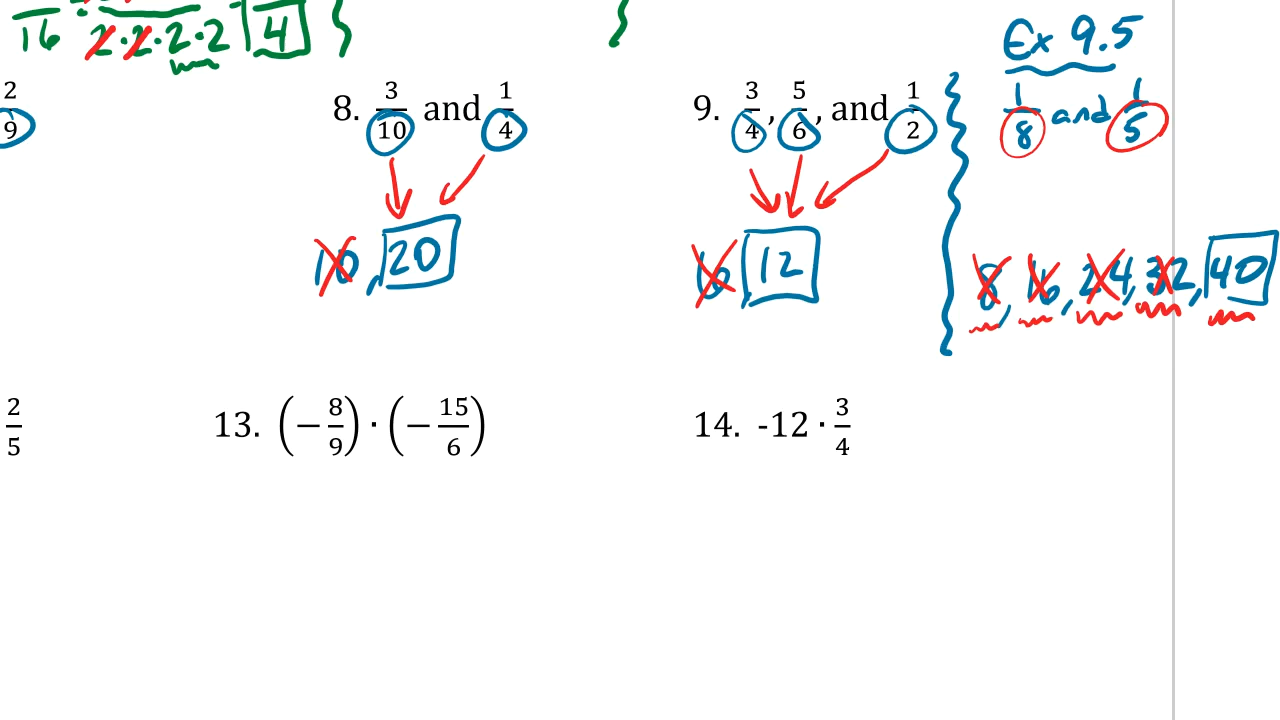 16 2·2·2·2 4
Ex 9.5
2/9
8. 3/10 and 1/4
9. 3/4, 5/6, and 1/2
1/8 and 1/5
10, 20
6 12
8, 16, 24, 32, 40
2/5
13. (−8/9)·(−15/6)
14. -12·3/4